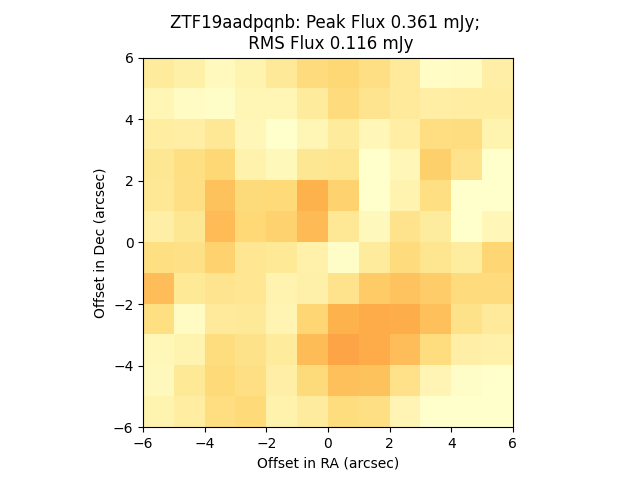 ZTF19aadpqnb: Peak Flux 0.361 mJy;
RMS Flux 0.116 mJy
6
4
2
0
−2
−4
−6
Offset in Dec (arcsec)
−6 −4 −2 0 2 4 6
Offset in RA (arcsec)